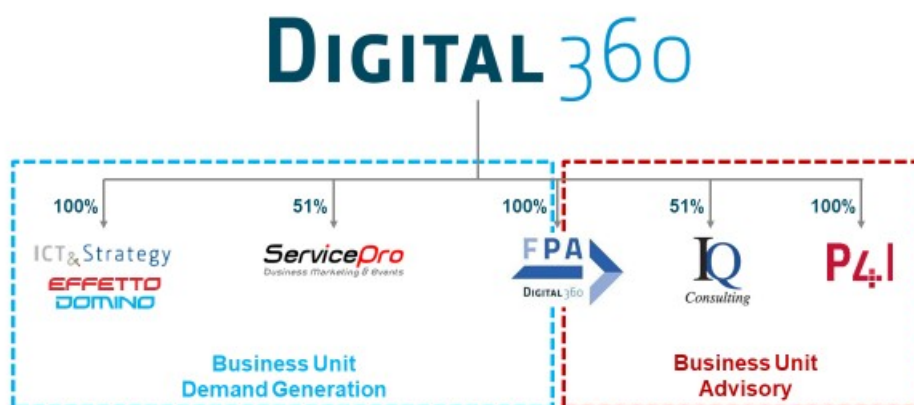 DIGITAL 360
100%
51%
100%
51%
100%
ICT&Strategy
EFFETTO
DOMINO
ServicePro
Business Marketing & Events
FPA
DIGITAL 360
IQ
Consulting
P4I
Business Unit
Demand Generation
Business Unit
Advisory